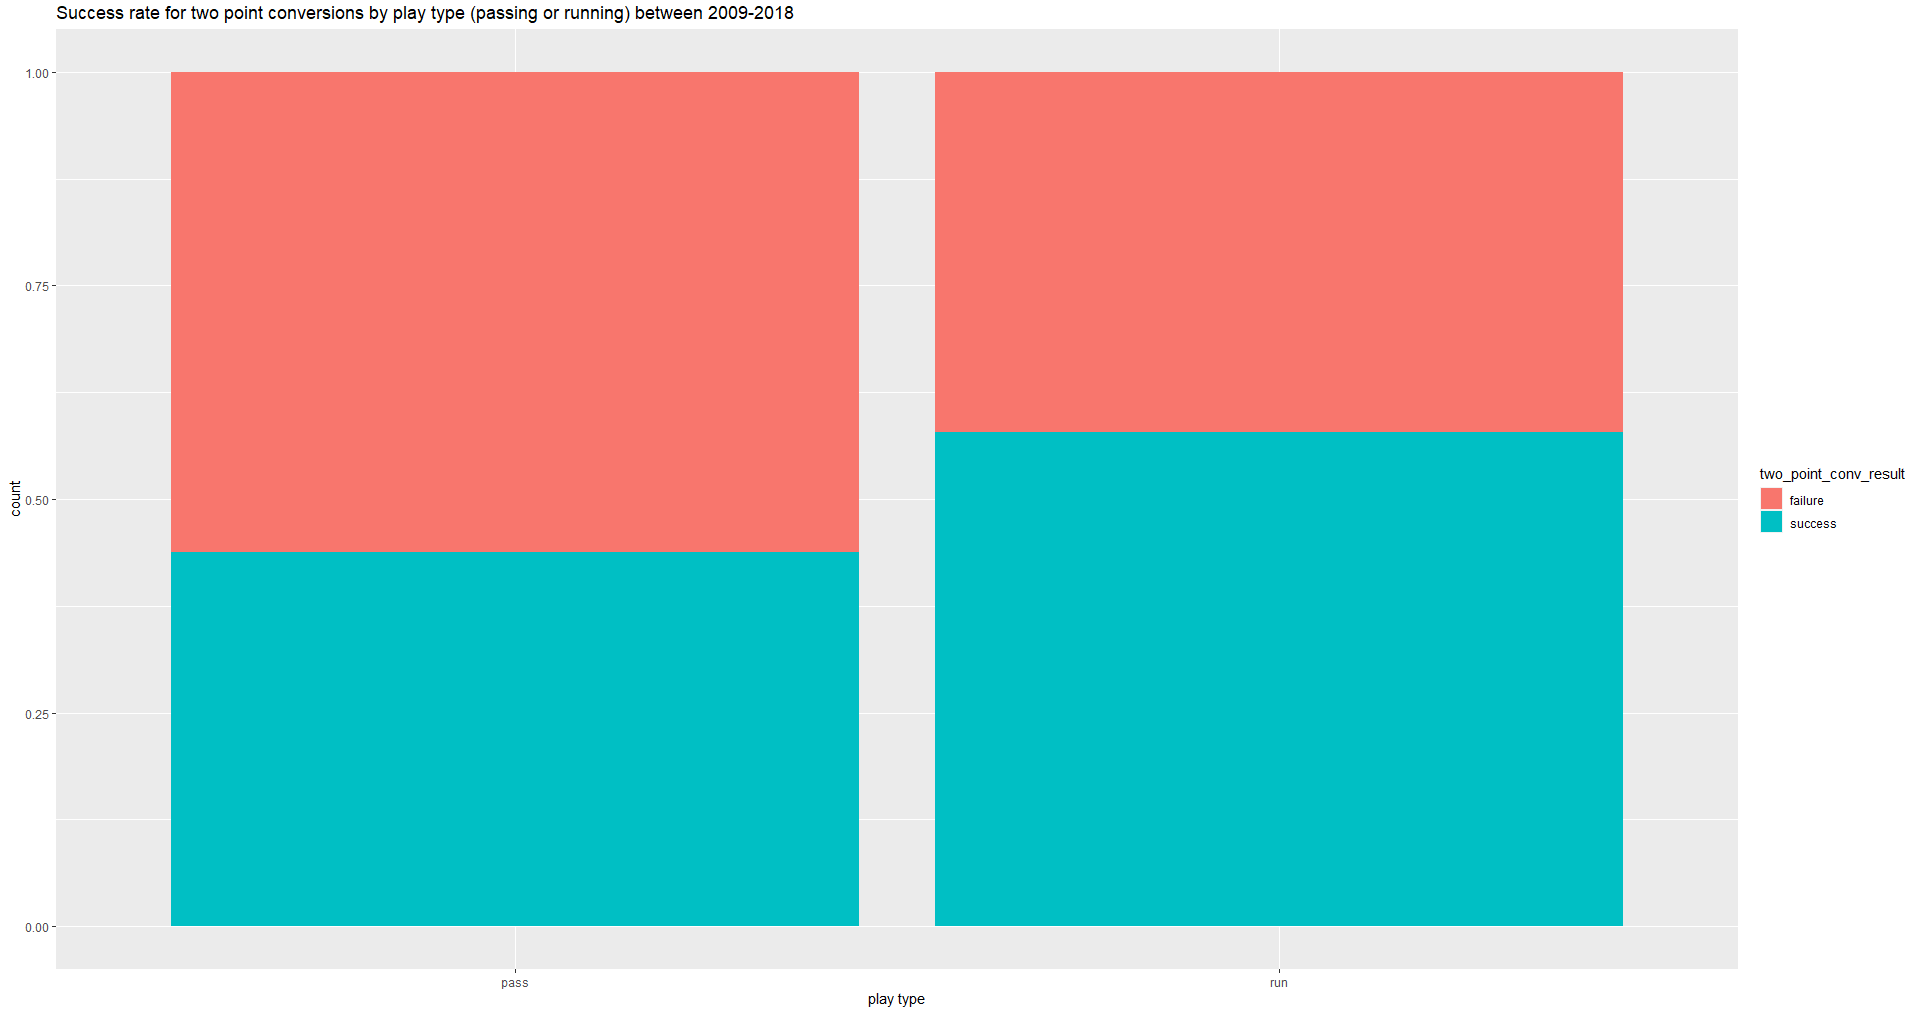 Success rate for two point conversions by play type (passing or running) between 2009-2018
count
1.00
0.75
0.50
0.25
0.00
pass
run
play type
two_point_conv_result
failure
success